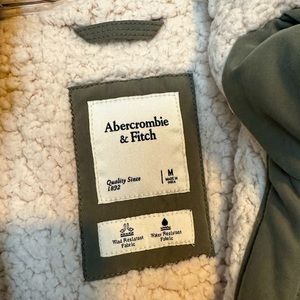 Abercrombie
& Fitch
Quality Since
1892
M
MADE IN
Wind Resistant
Fabric
Water Resistant
Fabric